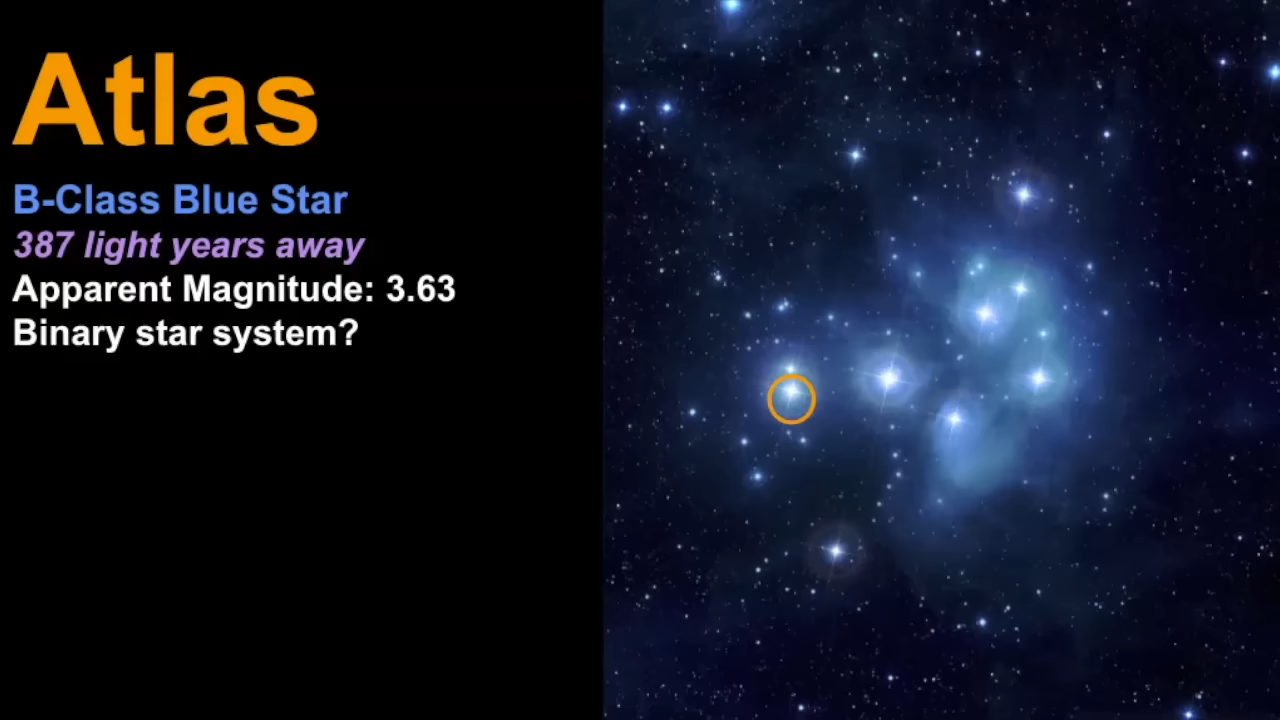 Atlas
B-Class Blue Star
387 light years away
Apparent Magnitude: 3.63
Binary star system?